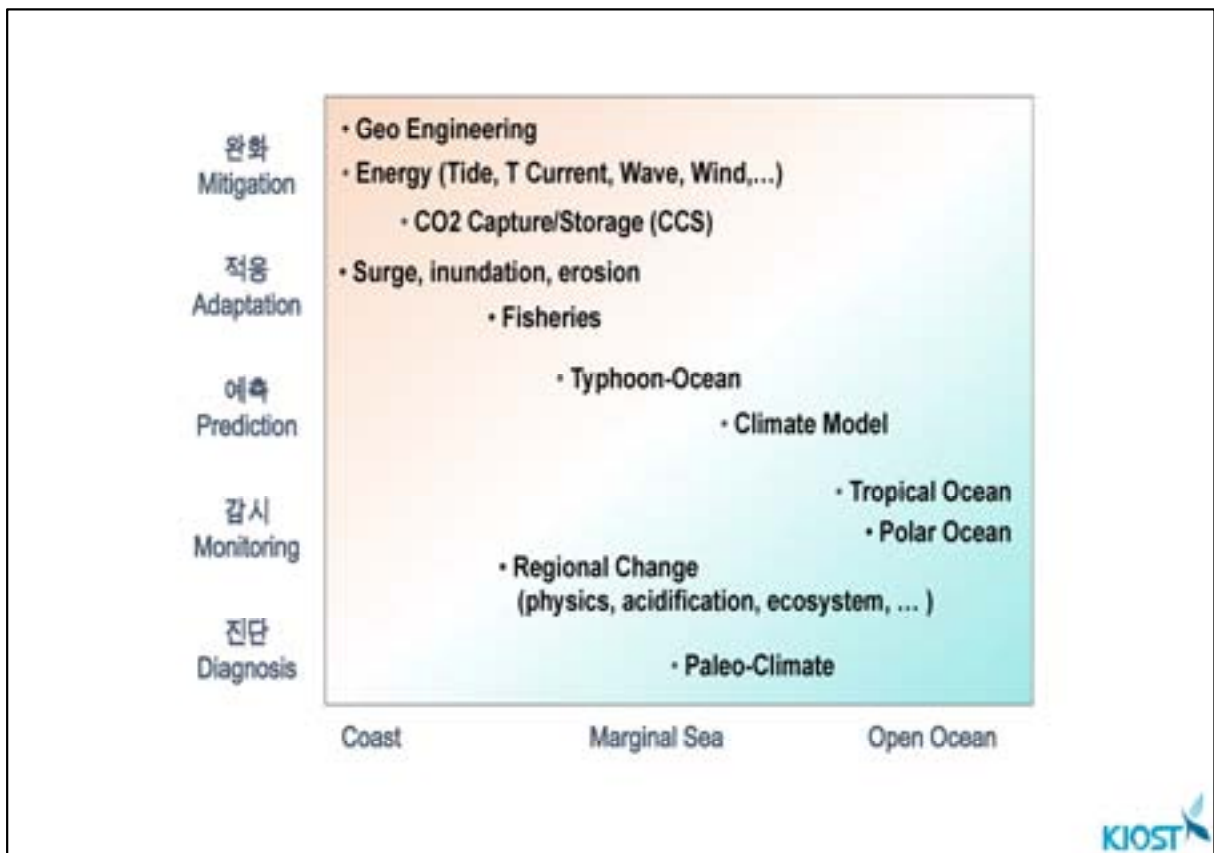 완화
Mitigation
적응
Adaptation
예측
Prediction
감시
Monitoring
진단
Diagnosis
• Geo Engineering
• Energy (Tide, T Current, Wave, Wind,...)
• CO2 Capture/Storage (CCS)
• Surge, inundation, erosion
• Fisheries
• Typhoon-Ocean
• Climate Model
• Tropical Ocean
• Polar Ocean
• Regional Change
(physics, acidification, ecosystem, ... )
• Paleo-Climate
Coast
Marginal Sea
Open Ocean
KIOST